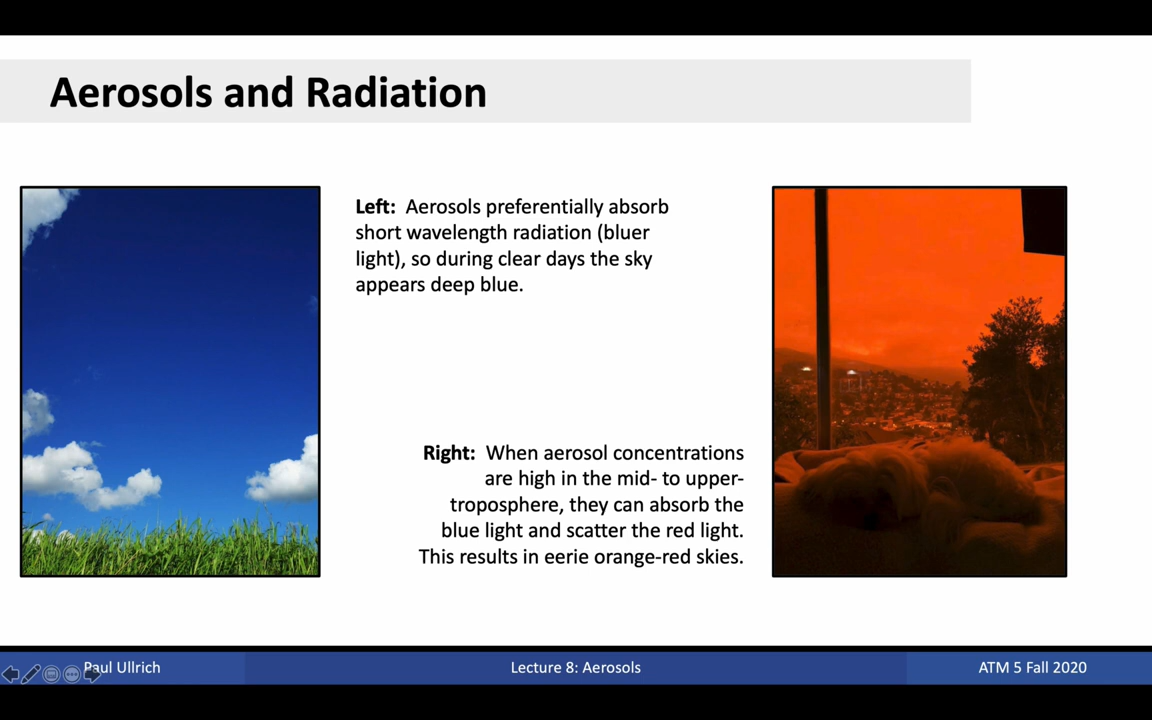 Aerosols and Radiation
Left: Aerosols preferentially absorb
short wavelength radiation (bluer
light), so during clear days the sky
appears deep blue.
Right: When aerosol concentrations
are high in the mid- to upper-
troposphere, they can absorb the
blue light and scatter the red light.
This results in eerie orange-red skies.
Paul Ullrich
Lecture 8: Aerosols
ATM 5 Fall 2020